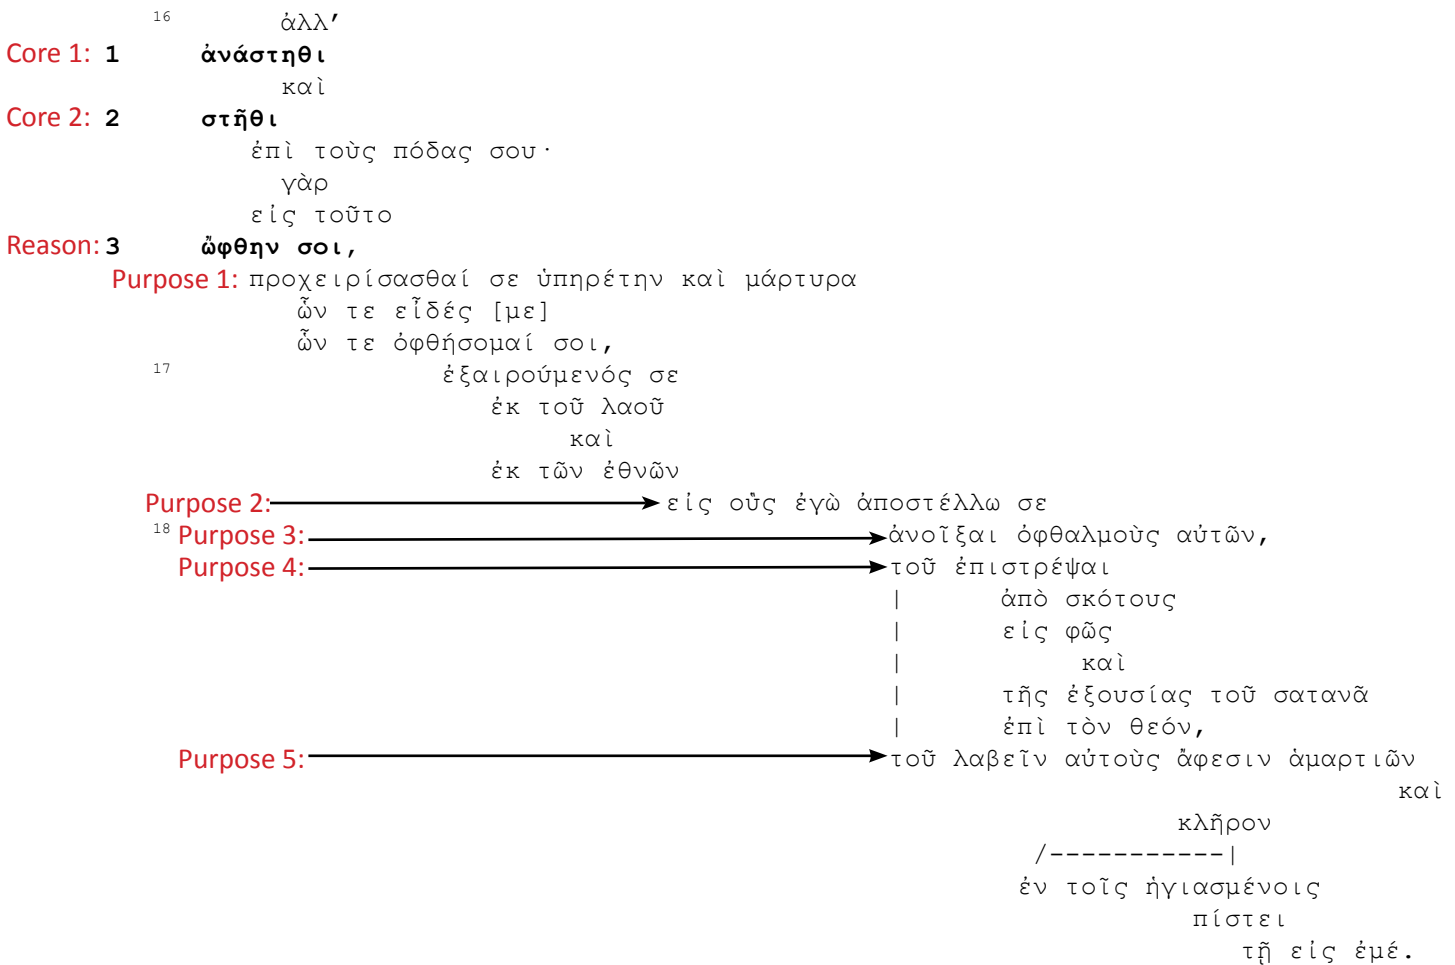 16 ἀλλ’
Core 1: 1 ἀνάστηθι
καὶ
Core 2: 2 στῆθι
ἐπὶ τοὺς πόδας σου·
γὰρ
εἰς τοῦτο
Reason: 3 ὤφθην σοι,
Purpose 1: προχειρίσασθαί σε ὑπηρέτην καὶ μάρτυρα
ὧν τε εἶδές [με]
ὧν τε ὀφθήσομαί σοι,
17 ἐξαιρούμενός σε
ἐκ τοῦ λαοῦ
καὶ
ἐκ τῶν ἐθνῶν
Purpose 2: εἰς οὓς ἐγὼ ἀποστέλλω σε
18 Purpose 3: ἀνοῖξαι ὀφθαλμοὺς αὐτῶν,
Purpose 4: τοῦ ἐπιστρέψαι
| ἀπὸ σκότους
| εἰς φῶς
| καὶ
| τῆς ἐξουσίας τοῦ σατανᾶ
| ἐπὶ τὸν θεόν,
Purpose 5: τοῦ λαβεῖν αὐτοὺς ἄφεσιν ἁμαρτιῶν
καὶ
κλῆρον
/-----------|
ἐν τοῖς ἡγιασμένοις
πίστει
τῇ εἰς ἐμέ.